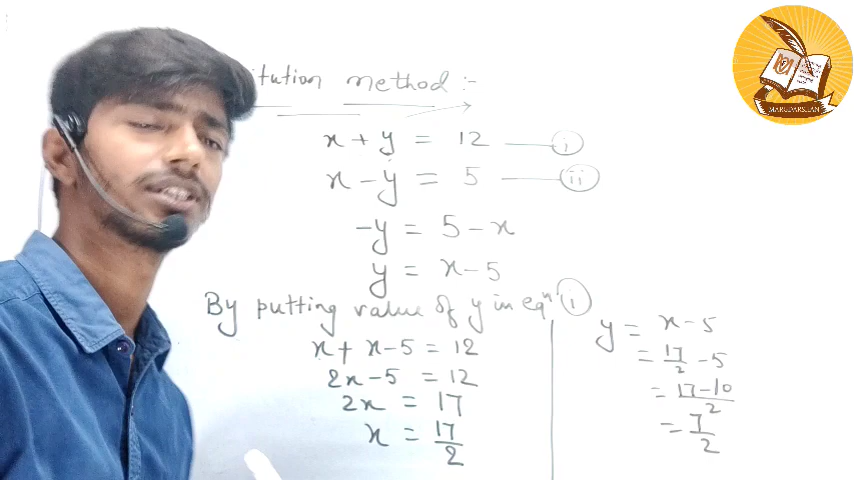 itution method :-
x + y = 12 — (i)
x - y = 5 — (ii)
-y = 5 - x
y = x - 5
By putting value of y in eqn (i)
x + x - 5 = 12
2x - 5 = 12
2x = 17
x = 17/2
y = x - 5
= 17/2 - 5
= 17-10/2
= 7/2
MARUDARSHAN